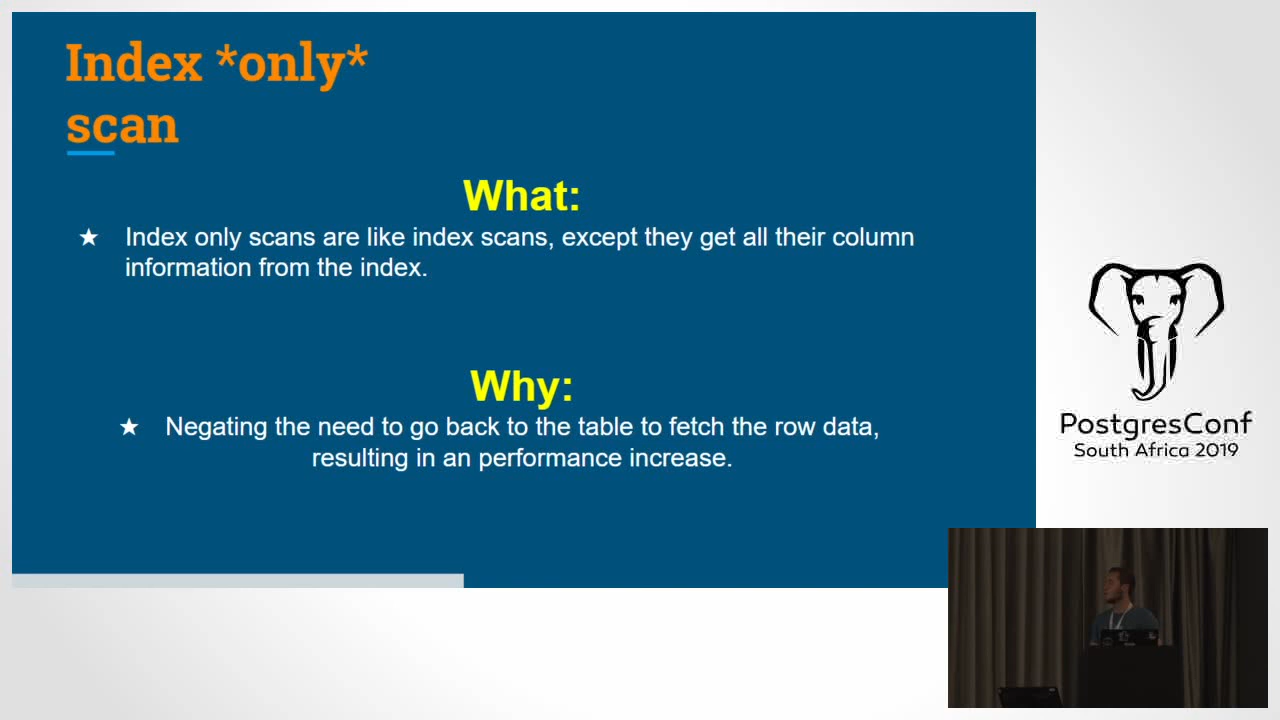 Index *only*
scan
What:
★ Index only scans are like index scans, except they get all their column
information from the index.
Why:
★ Negating the need to go back to the table to fetch the row data,
resulting in an performance increase.
PostgresConf
South Africa 2019